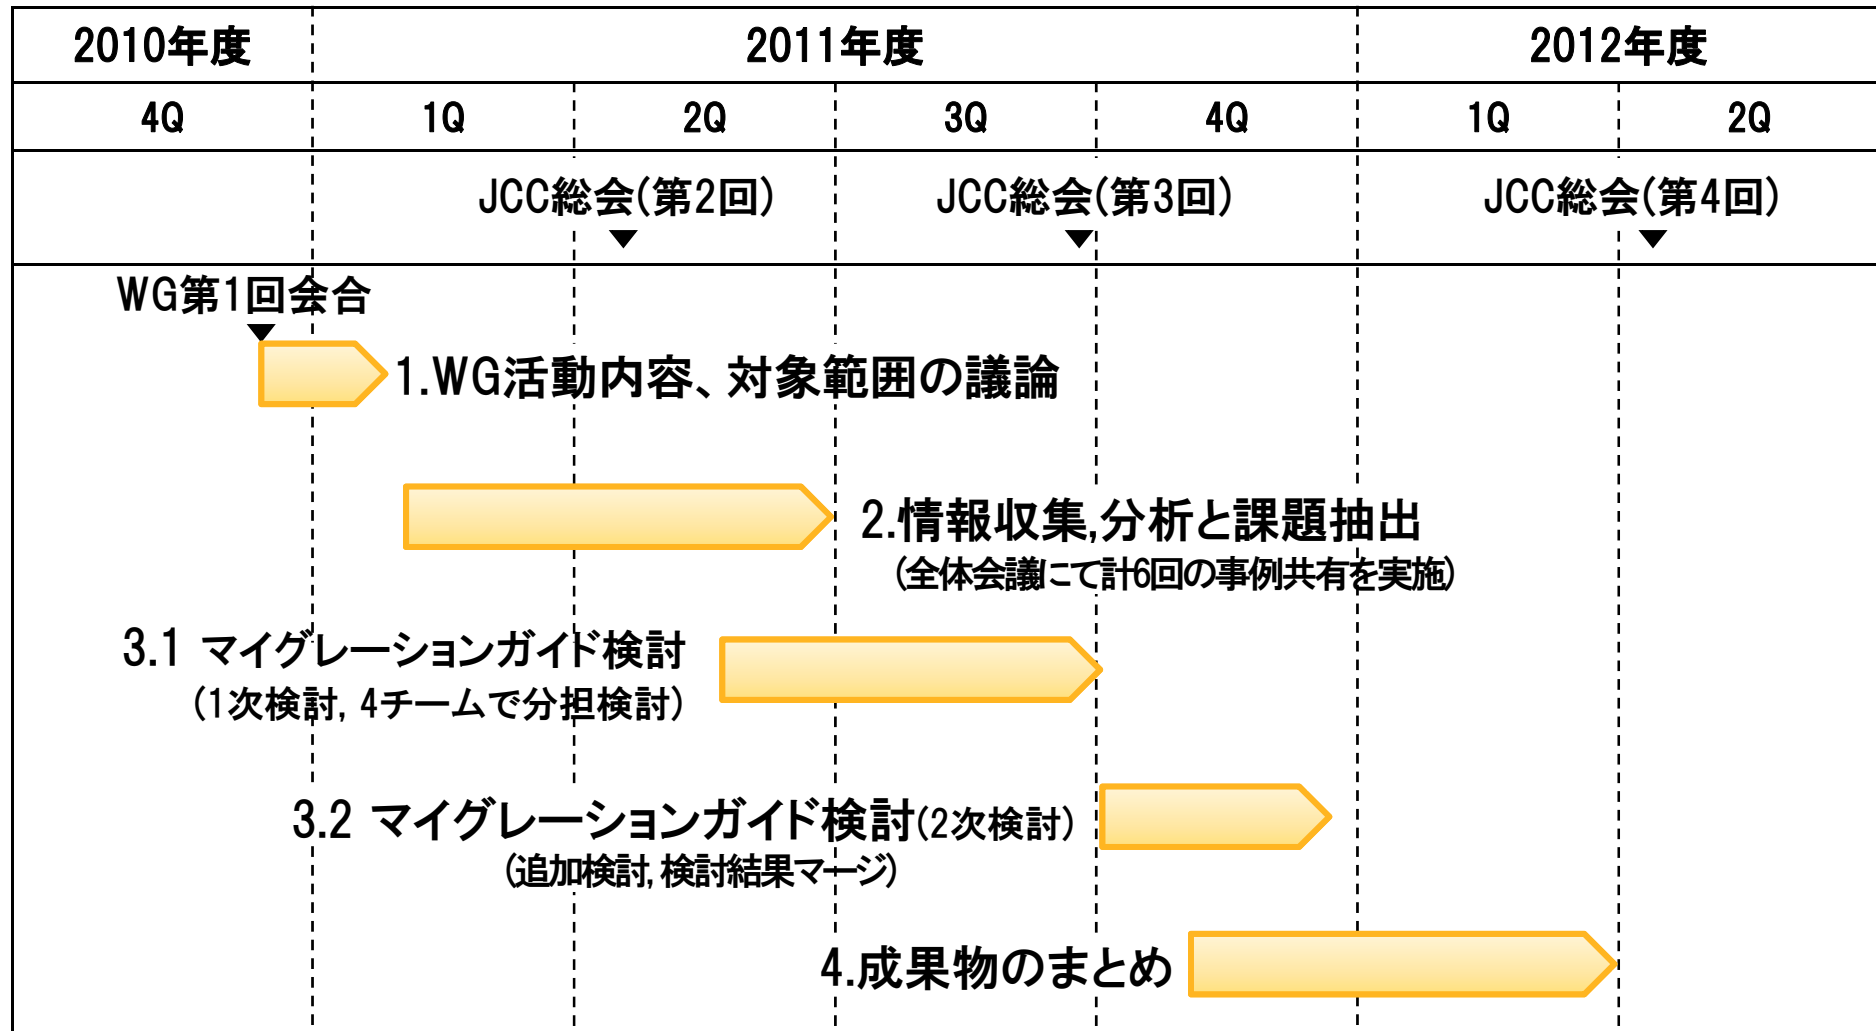 2010年度 2011年度 2012年度
4Q 1Q 2Q 3Q 4Q 1Q 2Q
JCC総会(第2回) JCC総会(第3回) JCC総会(第4回)
WG第1回会合
1.WG活動内容、対象範囲の議論
2.情報収集,分析と課題抽出
(全体会議にて計6回の事例共有を実施)
3.1 マイグレーションガイド検討
(1次検討, 4チームで分担検討)
3.2 マイグレーションガイド検討(2次検討)
(追加検討, 検討結果マージ)
4.成果物のまとめ